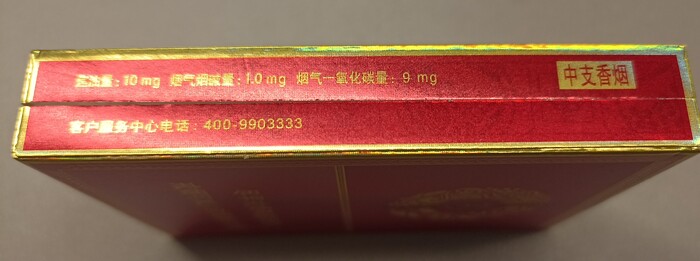 焦油量：10 mg 烟气烟碱量：1.0 mg 烟气一氧化碳量：9 mg
中支香烟
客户服务中心电话：400-9903333